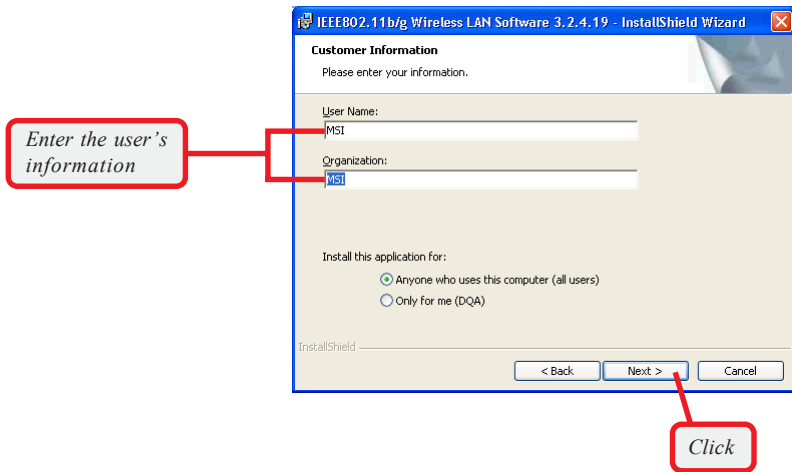 IEEE802.11b/g Wireless LAN Software 3.2.4.19 - InstallShield Wizard
Customer Information
Please enter your information.
User Name:
MSI
Enter the user's
information
Organization:
MSI
Install this application for:
Anyone who uses this computer (all users)
Only for me (DQA)
InstallShield
< Back
Next >
Cancel
Click